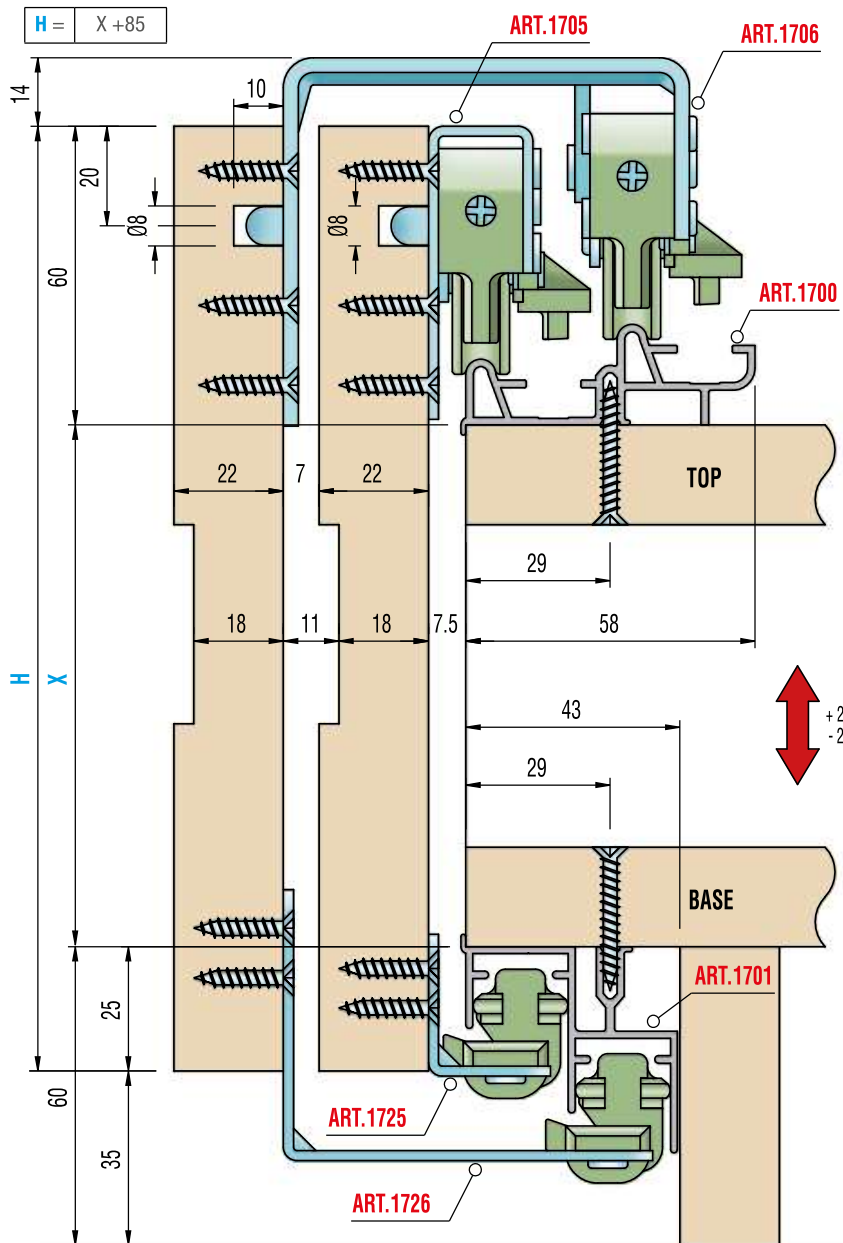 H = X +85
ART.1705
ART.1706
14
10
20
Ø8
Ø8
60
ART.1700
22
7
22
TOP
29
18
11
18
7.5
58
H
X
43
+ 2
- 2
29
BASE
ART.1701
25
60
ART.1725
35
ART.1726